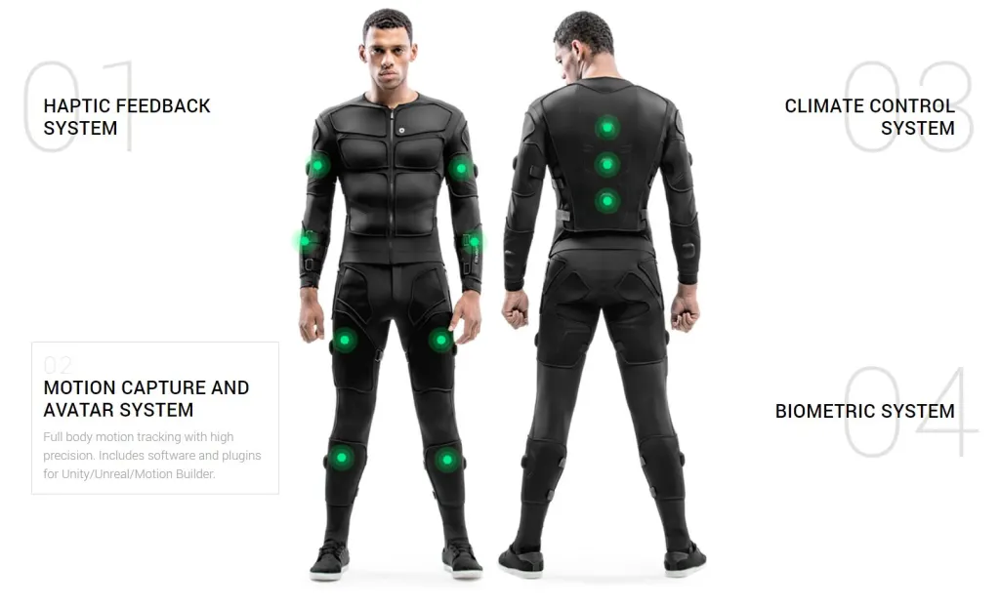 01
HAPTIC FEEDBACK
SYSTEM
02
MOTION CAPTURE AND
AVATAR SYSTEM
Full body motion tracking with high
precision. Includes software and plugins
for Unity/Unreal/Motion Builder.
03
CLIMATE CONTROL
SYSTEM
04
BIOMETRIC SYSTEM